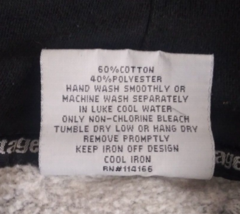 60%COTTON
40%POLYESTER
HAND WASH SMOOTHLY OR
MACHINE WASH SEPARATELY
IN LUKE COOL WATER
ONLY NON-CHLORINE BLEACH
TUMBLE DRY LOW OR HANG DRY
REMOVE PROMPTLY
KEEP IRON OFF DESIGN
COOL IRON
RN#114166